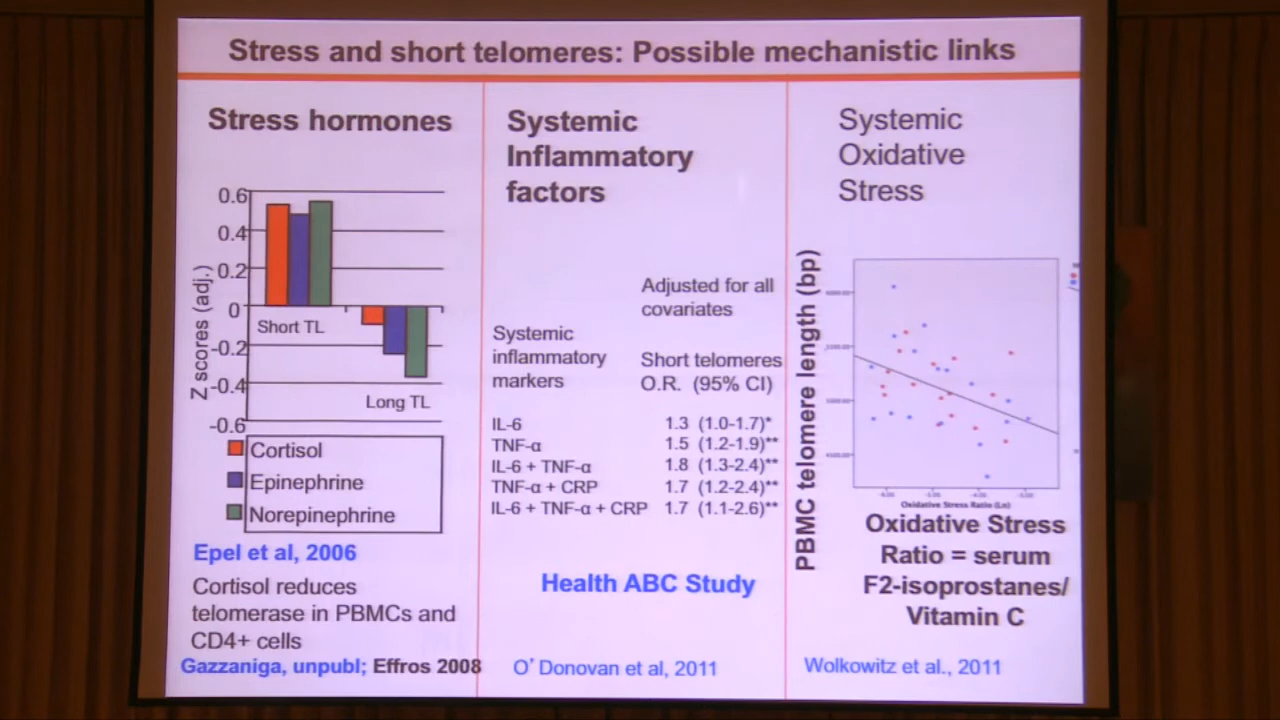 Stress and short telomeres: Possible mechanistic links
Stress hormones
0.6
0.4
0.2
0
-0.2
-0.4
-0.6
Z scores (adj.)
Short TL
Long TL
Cortisol
Epinephrine
Norepinephrine
Epel et al, 2006
Cortisol reduces
telomerase in PBMCs and
CD4+ cells
Gazzaniga, unpubl; Effros 2008
Systemic
Inflammatory
factors
Adjusted for all
covariates
Systemic
inflammatory
markers
Short telomeres
O.R. (95% CI)
IL-6 1.3 (1.0-1.7)*
TNF-α 1.5 (1.2-1.9)**
IL-6 + TNF-α 1.8 (1.3-2.4)**
TNF-α + CRP 1.7 (1.2-2.4)**
IL-6 + TNF-α + CRP 1.7 (1.1-2.6)**
Health ABC Study
O' Donovan et al, 2011
Systemic
Oxidative
Stress
PBMC telomere length (bp)
Oxidative Stress Ratio (Ln)
Oxidative Stress
Ratio = serum
F2-isoprostanes/
Vitamin C
Wolkowitz et al., 2011